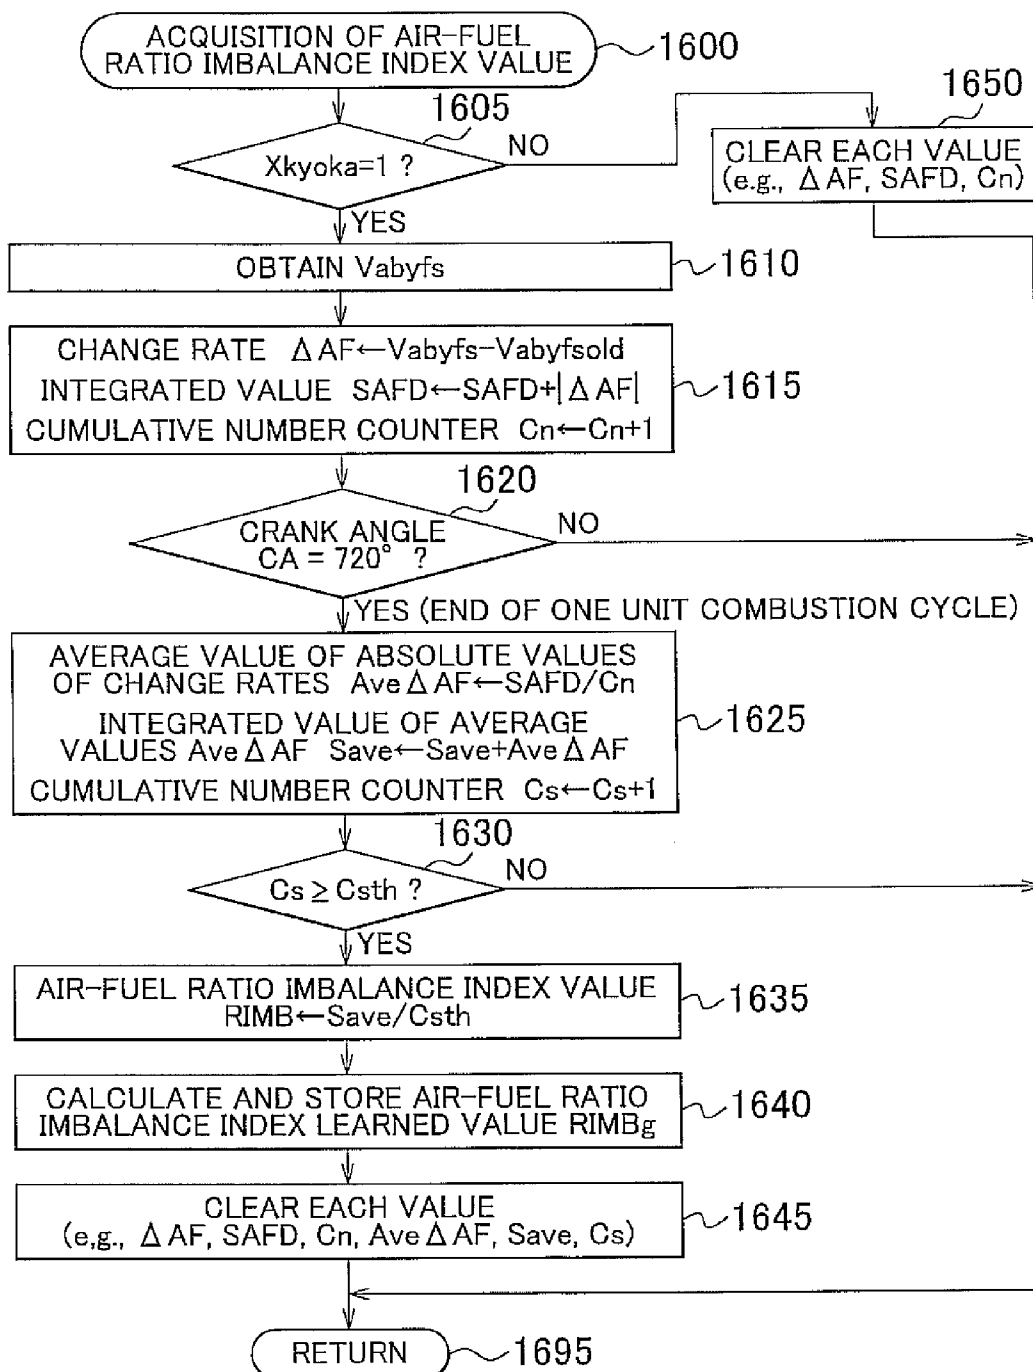 ACQUISITION OF AIR-FUEL
RATIO IMBALANCE INDEX VALUE
1600
1605
Xkyoka=1 ?
NO
1650
CLEAR EACH VALUE
(e.g., ΔAF, SAFD, Cn)
YES
OBTAIN Vabyfs
1610
CHANGE RATE ΔAF←Vabyfs-Vabyfsold
INTEGRATED VALUE SAFD←SAFD+|ΔAF|
CUMULATIVE NUMBER COUNTER Cn←Cn+1
1615
1620
CRANK ANGLE
CA = 720° ?
NO
YES (END OF ONE UNIT COMBUSTION CYCLE)
AVERAGE VALUE OF ABSOLUTE VALUES
OF CHANGE RATES AveΔAF←SAFD/Cn
INTEGRATED VALUE OF AVERAGE
VALUES AveΔAF Save←Save+AveΔAF
CUMULATIVE NUMBER COUNTER Cs←Cs+1
1625
1630
Cs ≥ Csth ?
NO
YES
AIR-FUEL RATIO IMBALANCE INDEX VALUE
RIMB←Save/Csth
1635
CALCULATE AND STORE AIR-FUEL RATIO
IMBALANCE INDEX LEARNED VALUE RIMBg
1640
CLEAR EACH VALUE
(e,g., ΔAF, SAFD, Cn, AveΔAF, Save, Cs)
1645
RETURN
1695